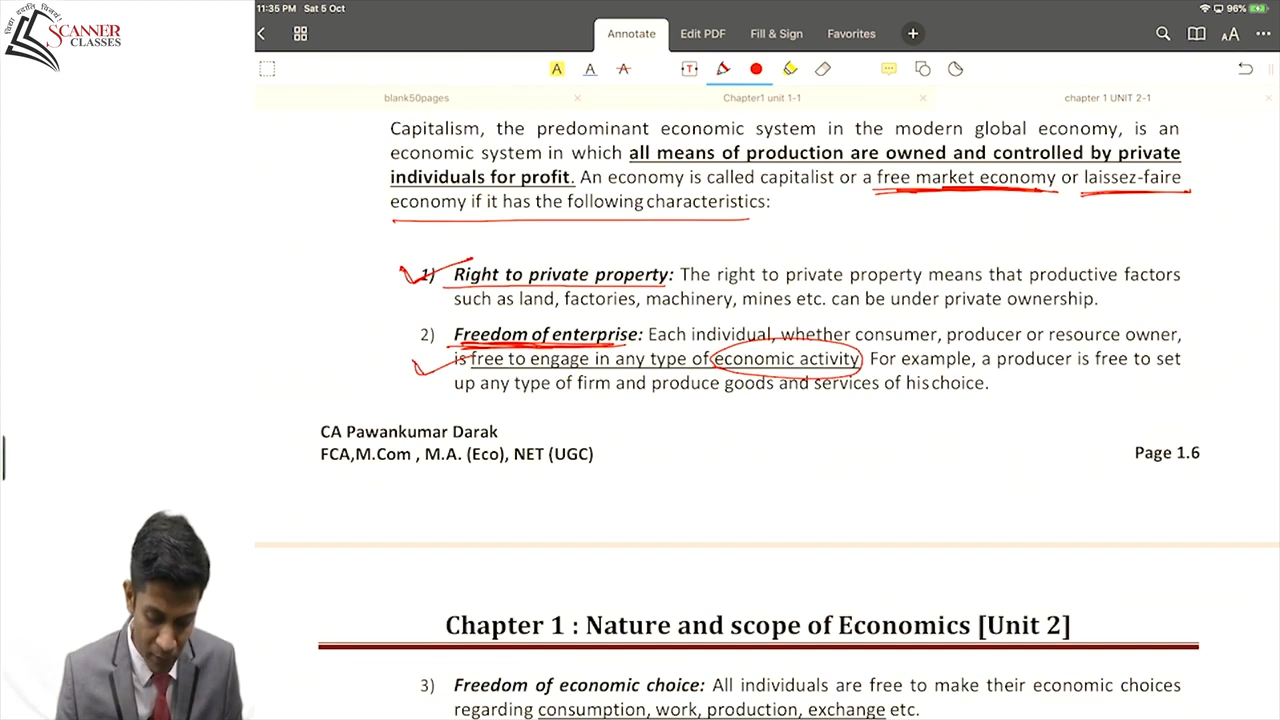 11:35 PM Sat 5 Oct
96%
विद्या ददाति विनयं
SCANNER
CLASSES
Annotate Edit PDF Fill & Sign Favorites
A A A T AA
blank50pages Chapter1 unit 1-1 chapter 1 UNIT 2-1
Capitalism, the predominant economic system in the modern global economy, is an
economic system in which all means of production are owned and controlled by private
individuals for profit. An economy is called capitalist or a free market economy or laissez-faire
economy if it has the following characteristics:
1) Right to private property: The right to private property means that productive factors
such as land, factories, machinery, mines etc. can be under private ownership.
2) Freedom of enterprise: Each individual, whether consumer, producer or resource owner,
is free to engage in any type of economic activity. For example, a producer is free to set
up any type of firm and produce goods and services of his choice.
CA Pawankumar Darak
FCA,M.Com , M.A. (Eco), NET (UGC)
Page 1.6
Chapter 1 : Nature and scope of Economics [Unit 2]
3) Freedom of economic choice: All individuals are free to make their economic choices
regarding consumption, work, production, exchange etc.